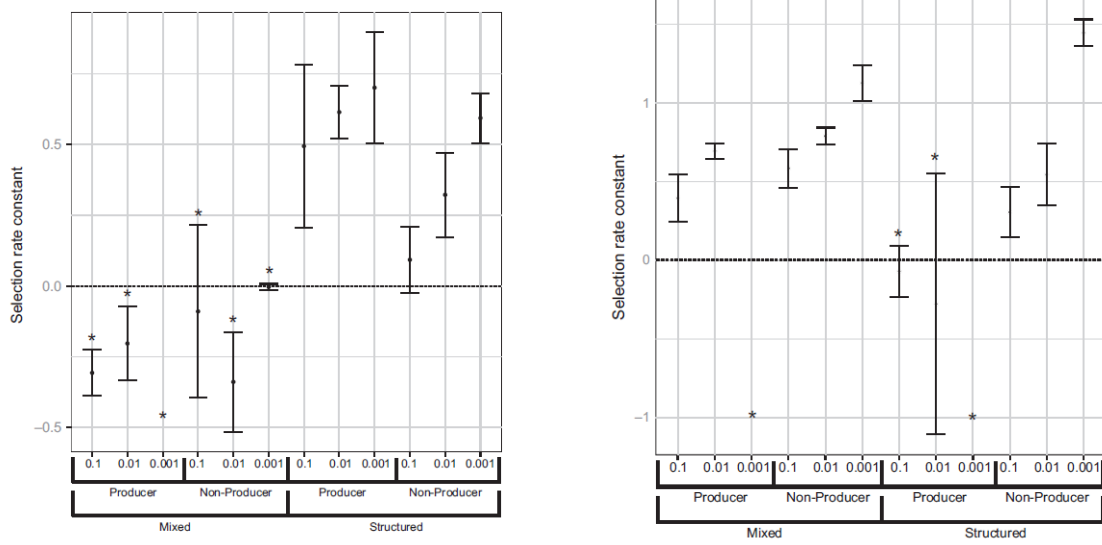 Selection rate constant
0.5
0.0
−0.5
*
*
*
*
*
*
0.1 0.01 0.001 0.1 0.01 0.001 0.1 0.01 0.001 0.1 0.01 0.001
Producer Non-Producer Producer Non-Producer
Mixed Structured
Selection rate constant
1
0
−1
*
*
*
*
0.1 0.01 0.001 0.1 0.01 0.001 0.1 0.01 0.001 0.1 0.01 0.001
Producer Non-Producer Producer Non-Producer
Mixed Structured